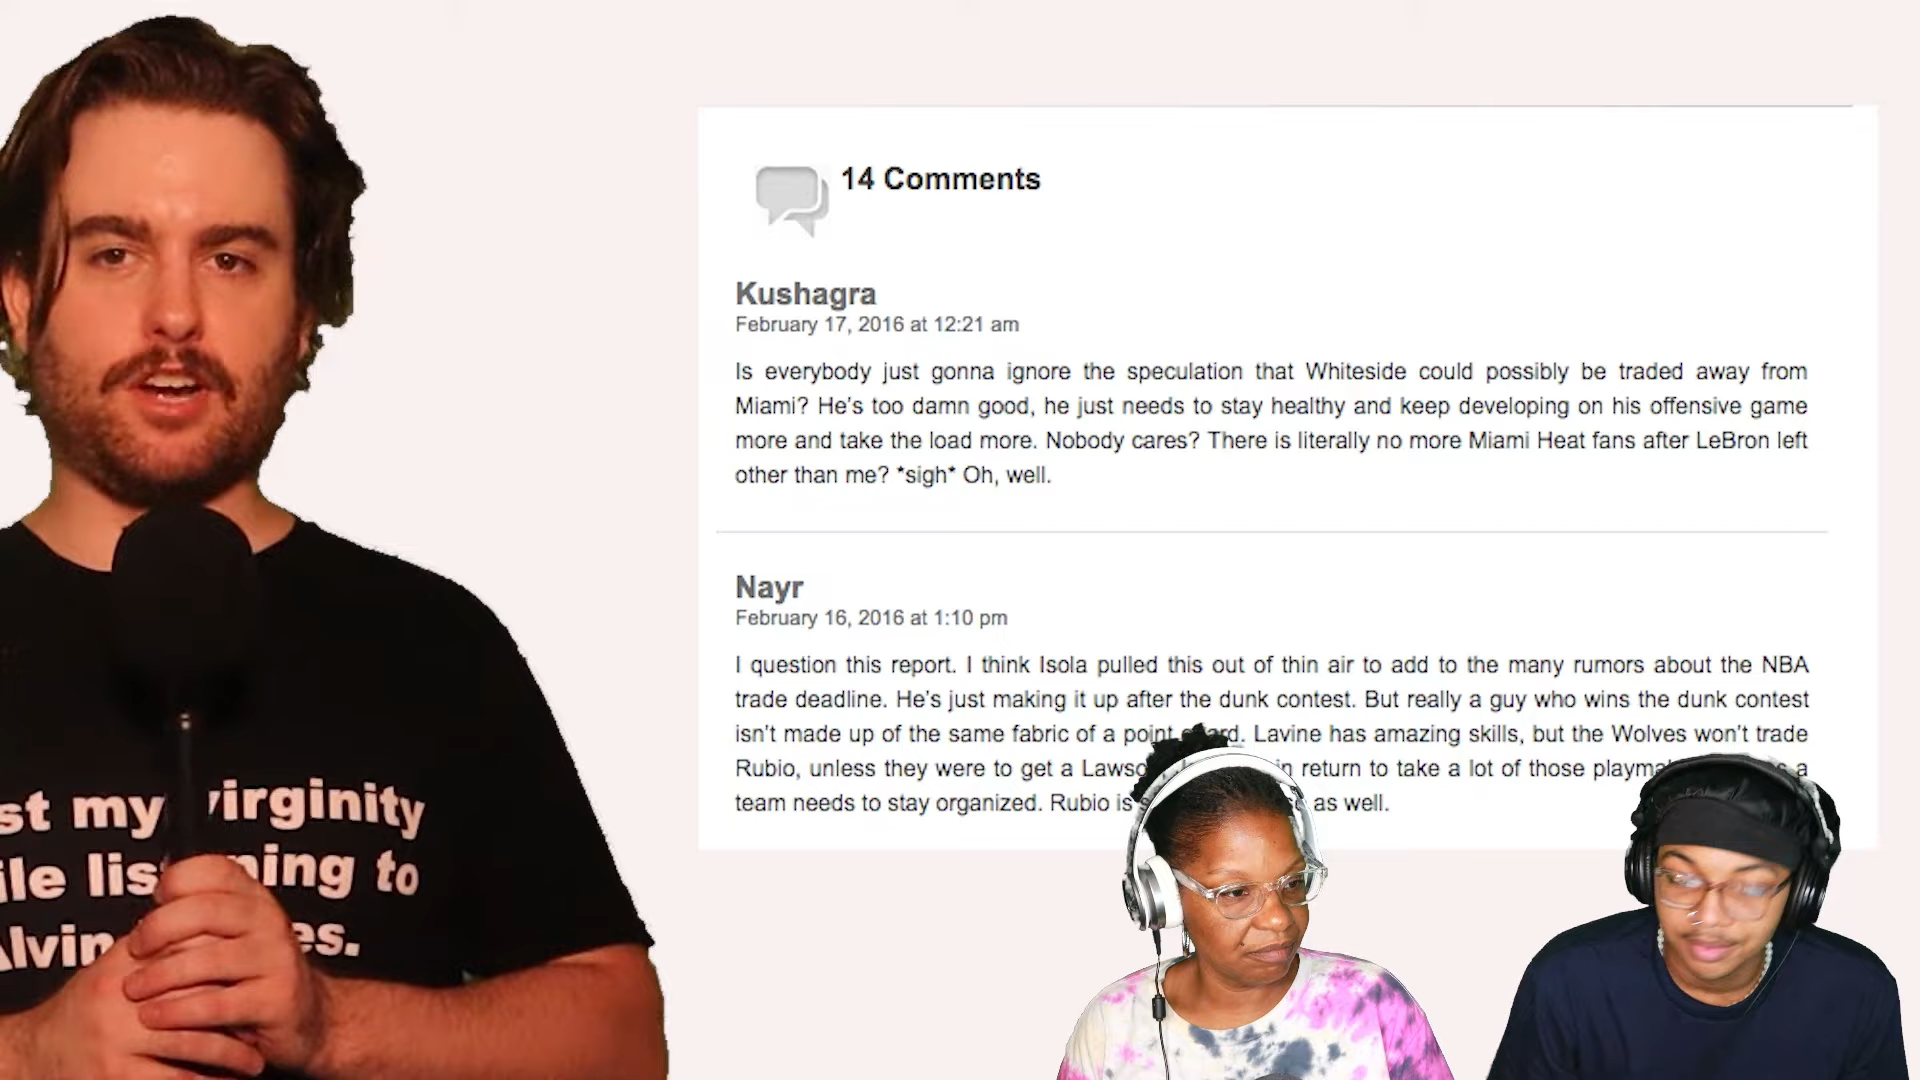 14 Comments
Kushagra
February 17, 2016 at 12:21 am
Is everybody just gonna ignore the speculation that Whiteside could possibly be traded away from
Miami? He's too damn good, he just needs to stay healthy and keep developing on his offensive game
more and take the load more. Nobody cares? There is literally no more Miami Heat fans after LeBron left
other than me? *sigh* Oh, well.
Nayr
February 16, 2016 at 1:10 pm
I question this report. I think Isola pulled this out of thin air to add to the many rumors about the NBA
trade deadline. He's just making it up after the dunk contest. But really a guy who wins the dunk contest
isn't made up of the same fabric of a point Lavine has amazing skills, but the Wolves won't trade
Rubio, unless they were to get a in return to take a lot of those a
team needs to stay organized. Rubio is as well.
my virginity
to